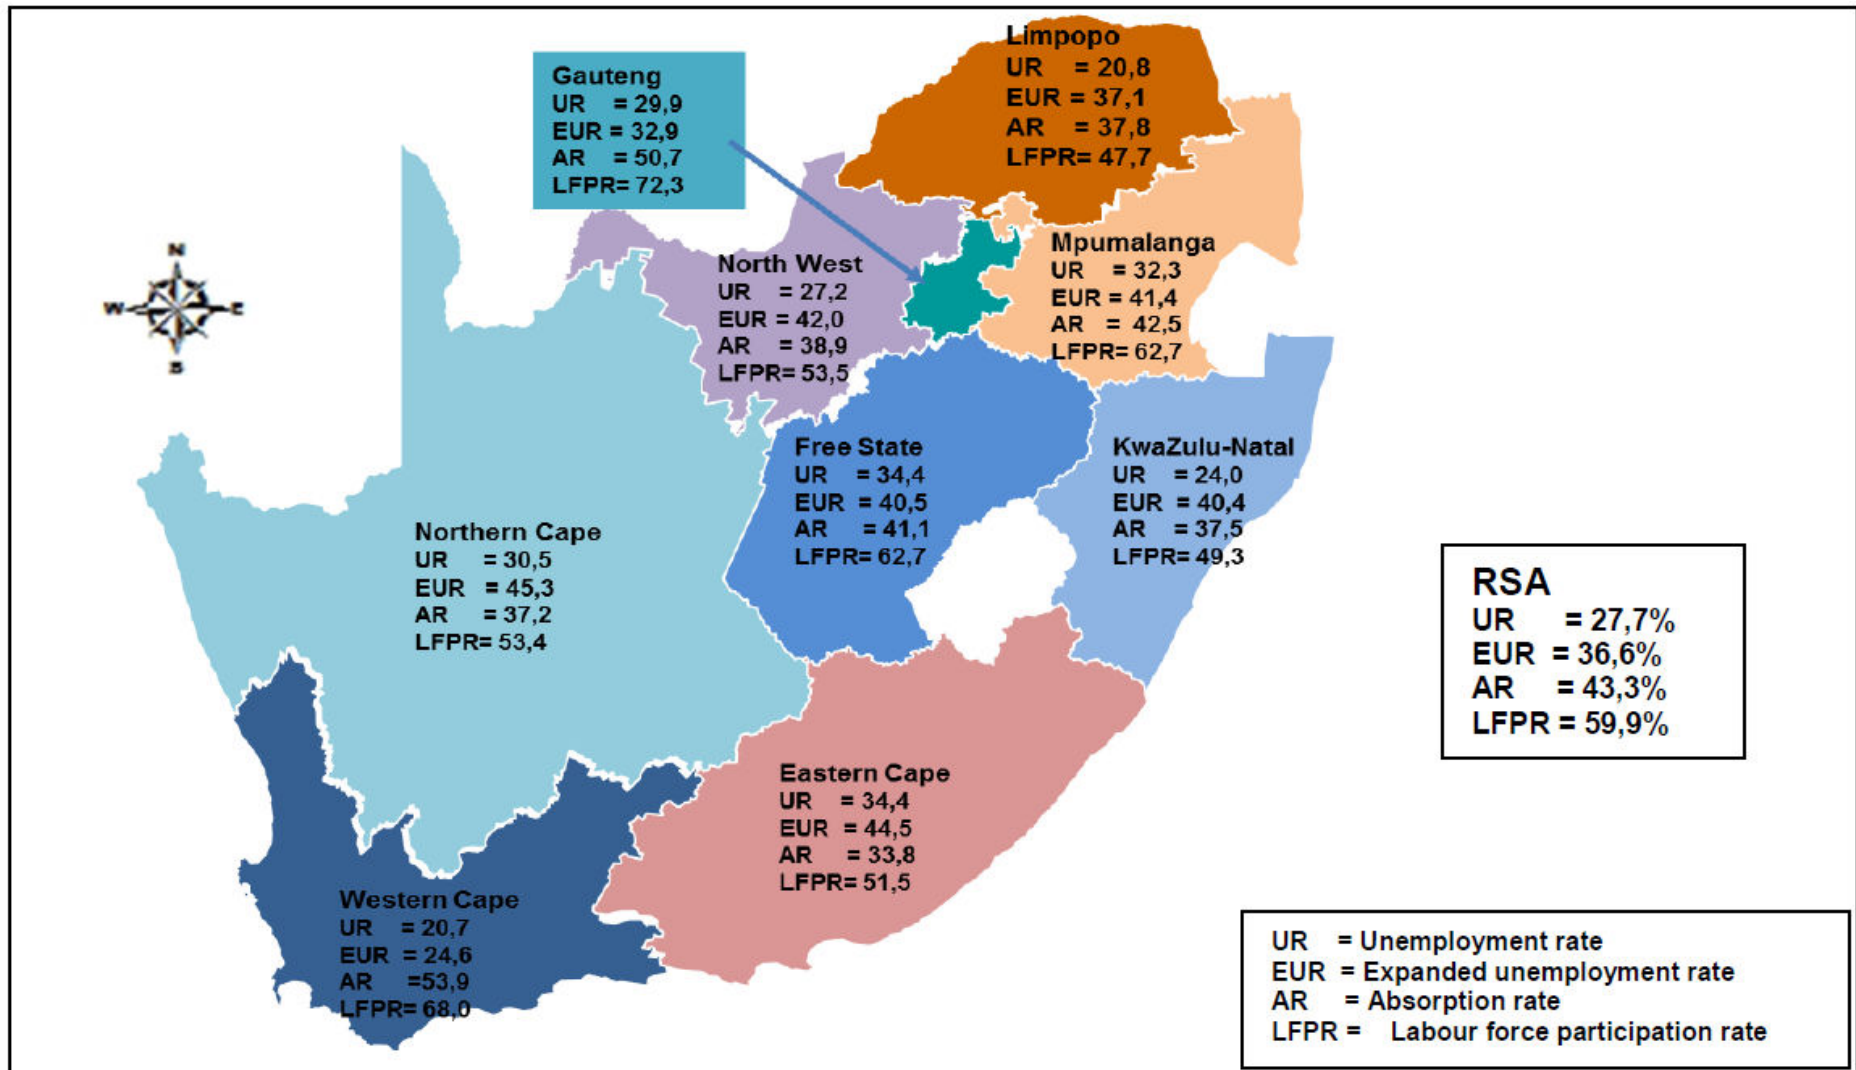 Limpopo
UR = 20,8
EUR = 37,1
AR = 37,8
LFPR= 47,7
Gauteng
UR = 29,9
EUR = 32,9
AR = 50,7
LFPR= 72,3
N
W
E
S
North West
UR = 27,2
EUR = 42,0
AR = 38,9
LFPR= 53,5
Mpumalanga
UR = 32,3
EUR = 41,4
AR = 42,5
LFPR= 62,7
Free State
UR = 34,4
EUR = 40,5
AR = 41,1
LFPR= 62,7
KwaZulu-Natal
UR = 24,0
EUR = 40,4
AR = 37,5
LFPR= 49,3
Northern Cape
UR = 30,5
EUR = 45,3
AR = 37,2
LFPR= 53,4
RSA
UR = 27,7%
EUR = 36,6%
AR = 43,3%
LFPR = 59,9%
Eastern Cape
UR = 34,4
EUR = 44,5
AR = 33,8
LFPR= 51,5
Western Cape
UR = 20,7
EUR = 24,6
AR =53,9
LFPR= 68,0
UR = Unemployment rate
EUR = Expanded unemployment rate
AR = Absorption rate
LFPR = Labour force participation rate